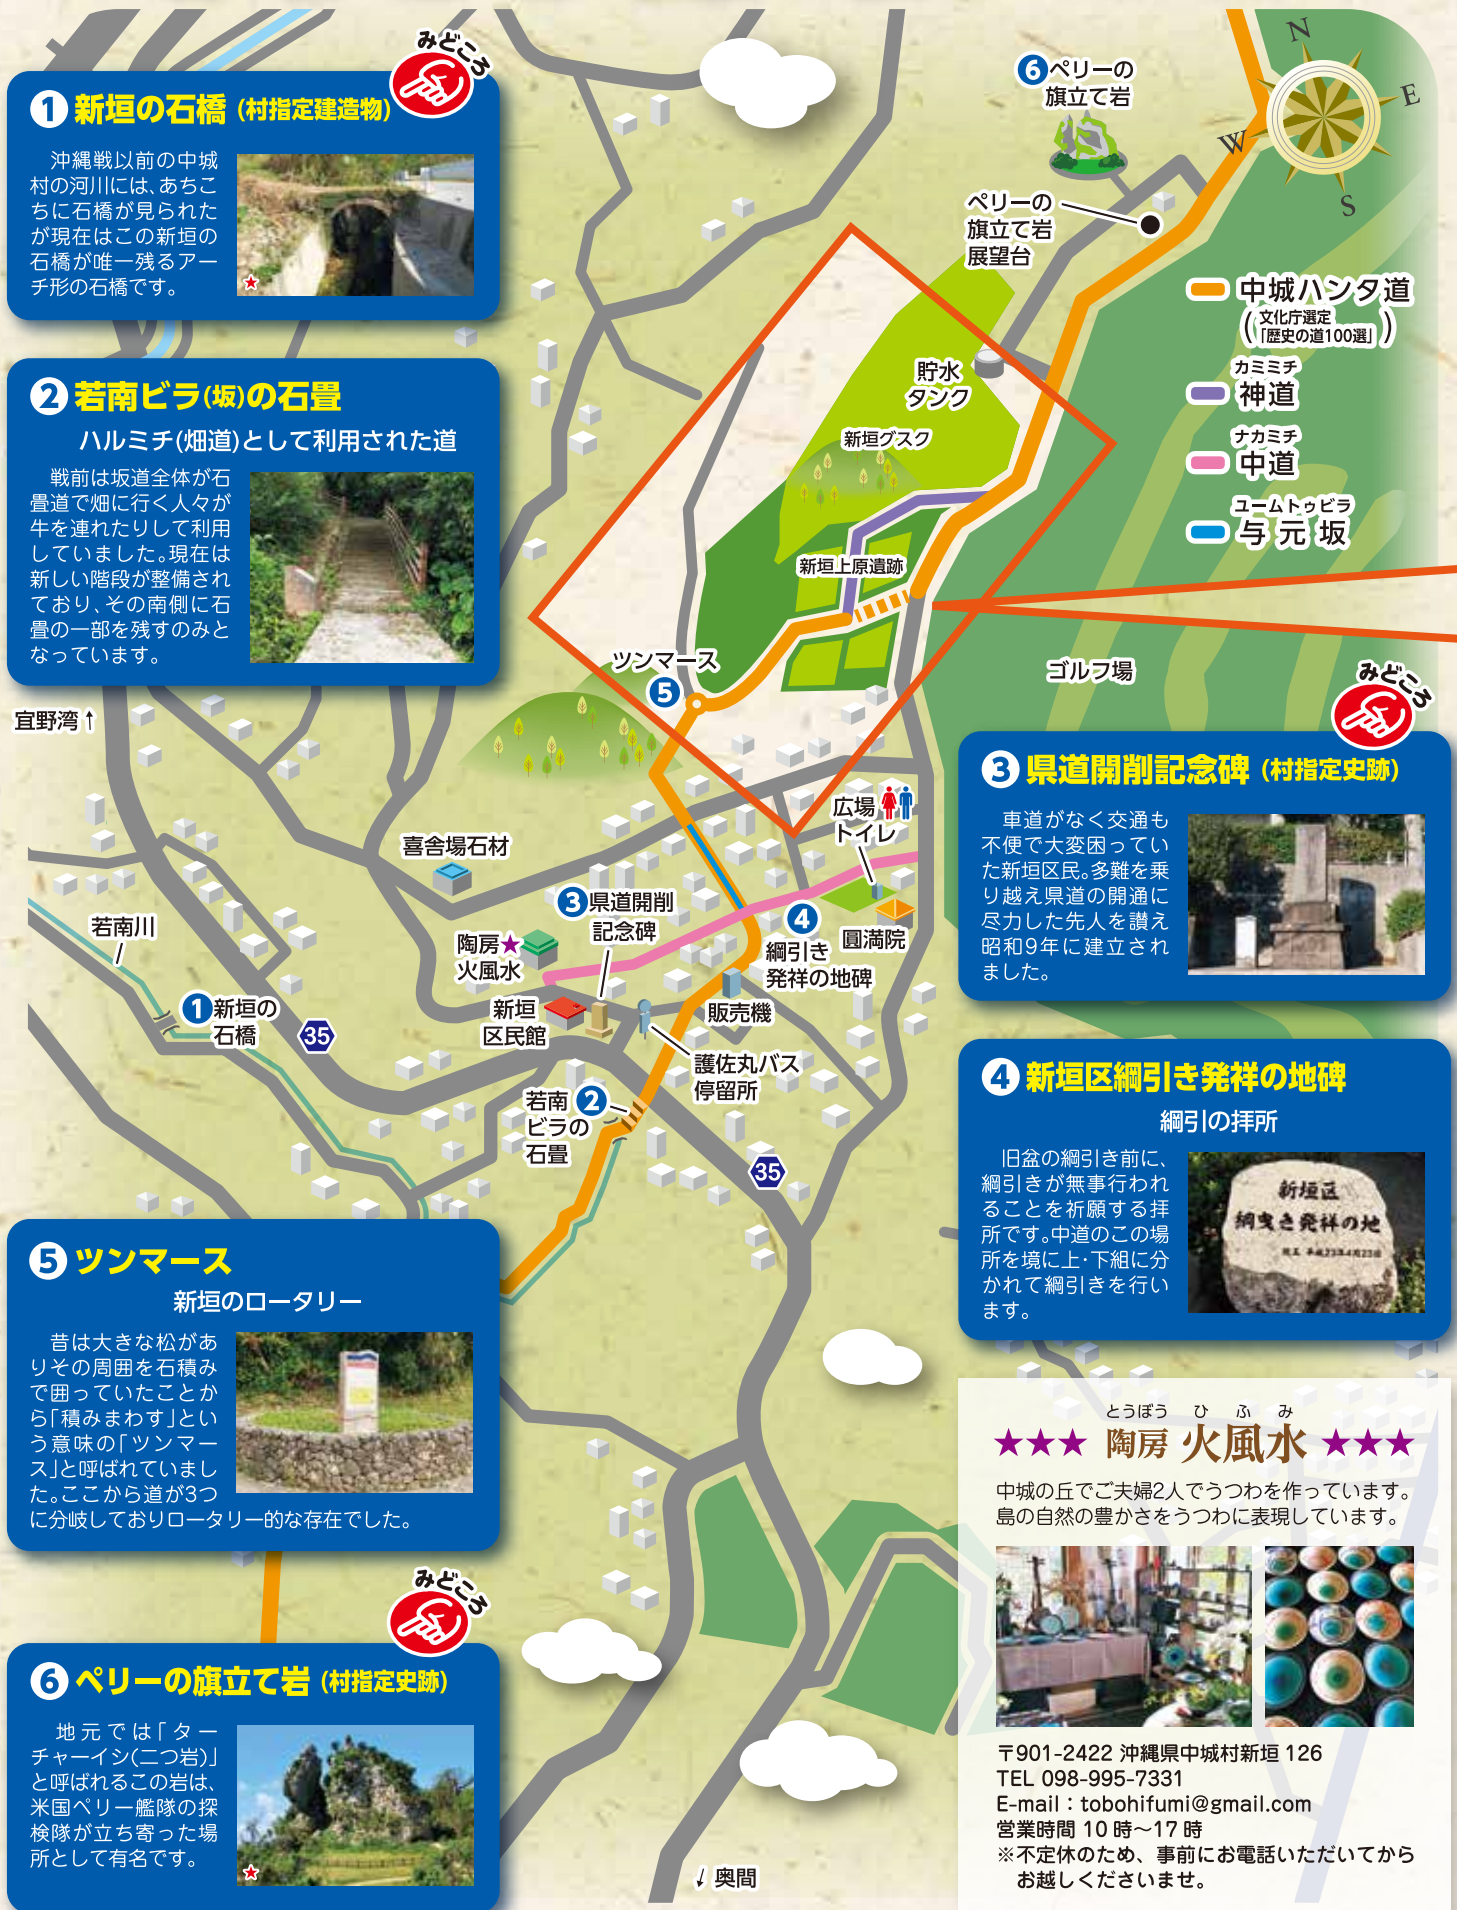 みどころ
1 新垣の石橋 (村指定建造物)
沖縄戦以前の中城
村の河川には、あちこ
ちに石橋が見られた
が現在はこの新垣の
石橋が唯一残るアー
チ形の石橋です。
2 若南ビラ(坂)の石畳
ハルミチ(畑道)として利用された道
戦前は坂道全体が石
畳道で畑に行く人々が
牛を連れたりして利用
していました。現在は
新しい階段が整備され
ており、その南側に石
畳の一部を残すのみと
なっています。
6 ペリーの
旗立て岩
N
E
W
S
ペリーの
旗立て岩
展望台
中城ハンタ道
(文化庁選定
「歴史の道100選」)
カミミチ
神道
ナカミチ
中道
ユームトゥビラ
与元坂
貯水
タンク
新垣グスク
新垣上原遺跡
ツンマース
5
ゴルフ場
宜野湾↑
みどころ
3 県道開削記念碑 (村指定史跡)
車道がなく交通も
不便で大変困ってい
た新垣区民。多難を乗
り越え県道の開通に
尽力した先人を讃え
昭和9年に建立され
ました。
広場
トイレ
喜舎場石材
3 県道開削
記念碑
若南川
陶房★
火風水
4
綱引き
発祥の地碑
圓満院
1 新垣の
石橋
35
新垣
区民館
販売機
護佐丸バス
停留所
若南 2
ビラの
石畳
35
4 新垣区綱引き発祥の地碑
綱引の拝所
旧盆の綱引き前に、
綱引きが無事行われ
ることを祈願する拝
所です。中道のこの場
所を境に上・下組に分
かれて綱引きを行い
ます。
新垣区
綱曳き発祥の地
平成23年4月23日
5 ツンマース
新垣のロータリー
昔は大きな松があ
りその周囲を石積み
で囲っていたことか
ら「積みまわす」とい
う意味の「ツンマー
ス」と呼ばれていまし
た。ここから道が3つ
に分岐しておりロータリー的な存在でした。
みどころ
6 ペリーの旗立て岩 (村指定史跡)
地元では「ター
チャーイシ(二つ岩)」
と呼ばれるこの岩は、
米国ペリー艦隊の探
検隊が立ち寄った場
所として有名です。
↓奥間
とうぼう ひ ふ み
★★★ 陶房 火風水 ★★★
中城の丘でご夫婦2人でうつわを作っています。
島の自然の豊かさをうつわに表現しています。
〒901-2422 沖縄県中城村新垣 126
TEL 098-995-7331
E-mail：tobohifumi@gmail.com
営業時間 10 時〜17 時
※不定休のため、事前にお電話いただいてから
お越しくださいませ。